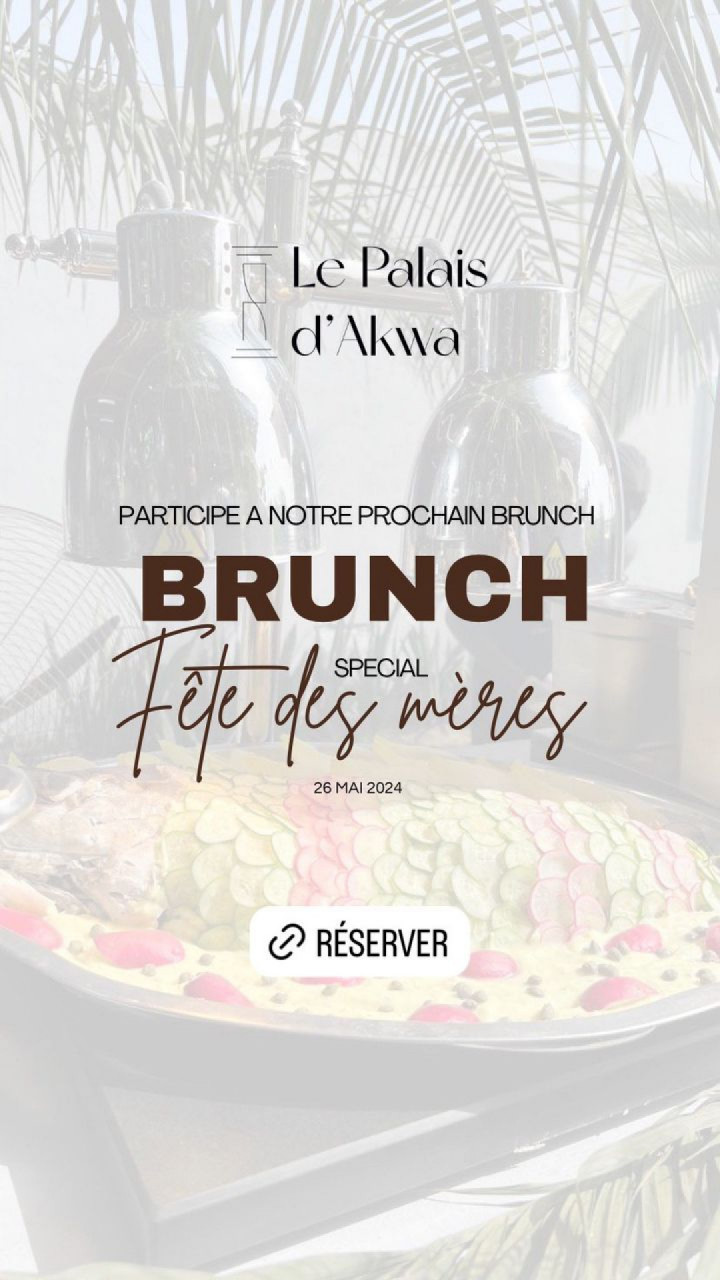 Le Palais
d'Akwa
PARTICIPE A NOTRE PROCHAIN BRUNCH
BRUNCH
SPECIAL
Fête des mères
26 MAI 2024
RÉSERVER